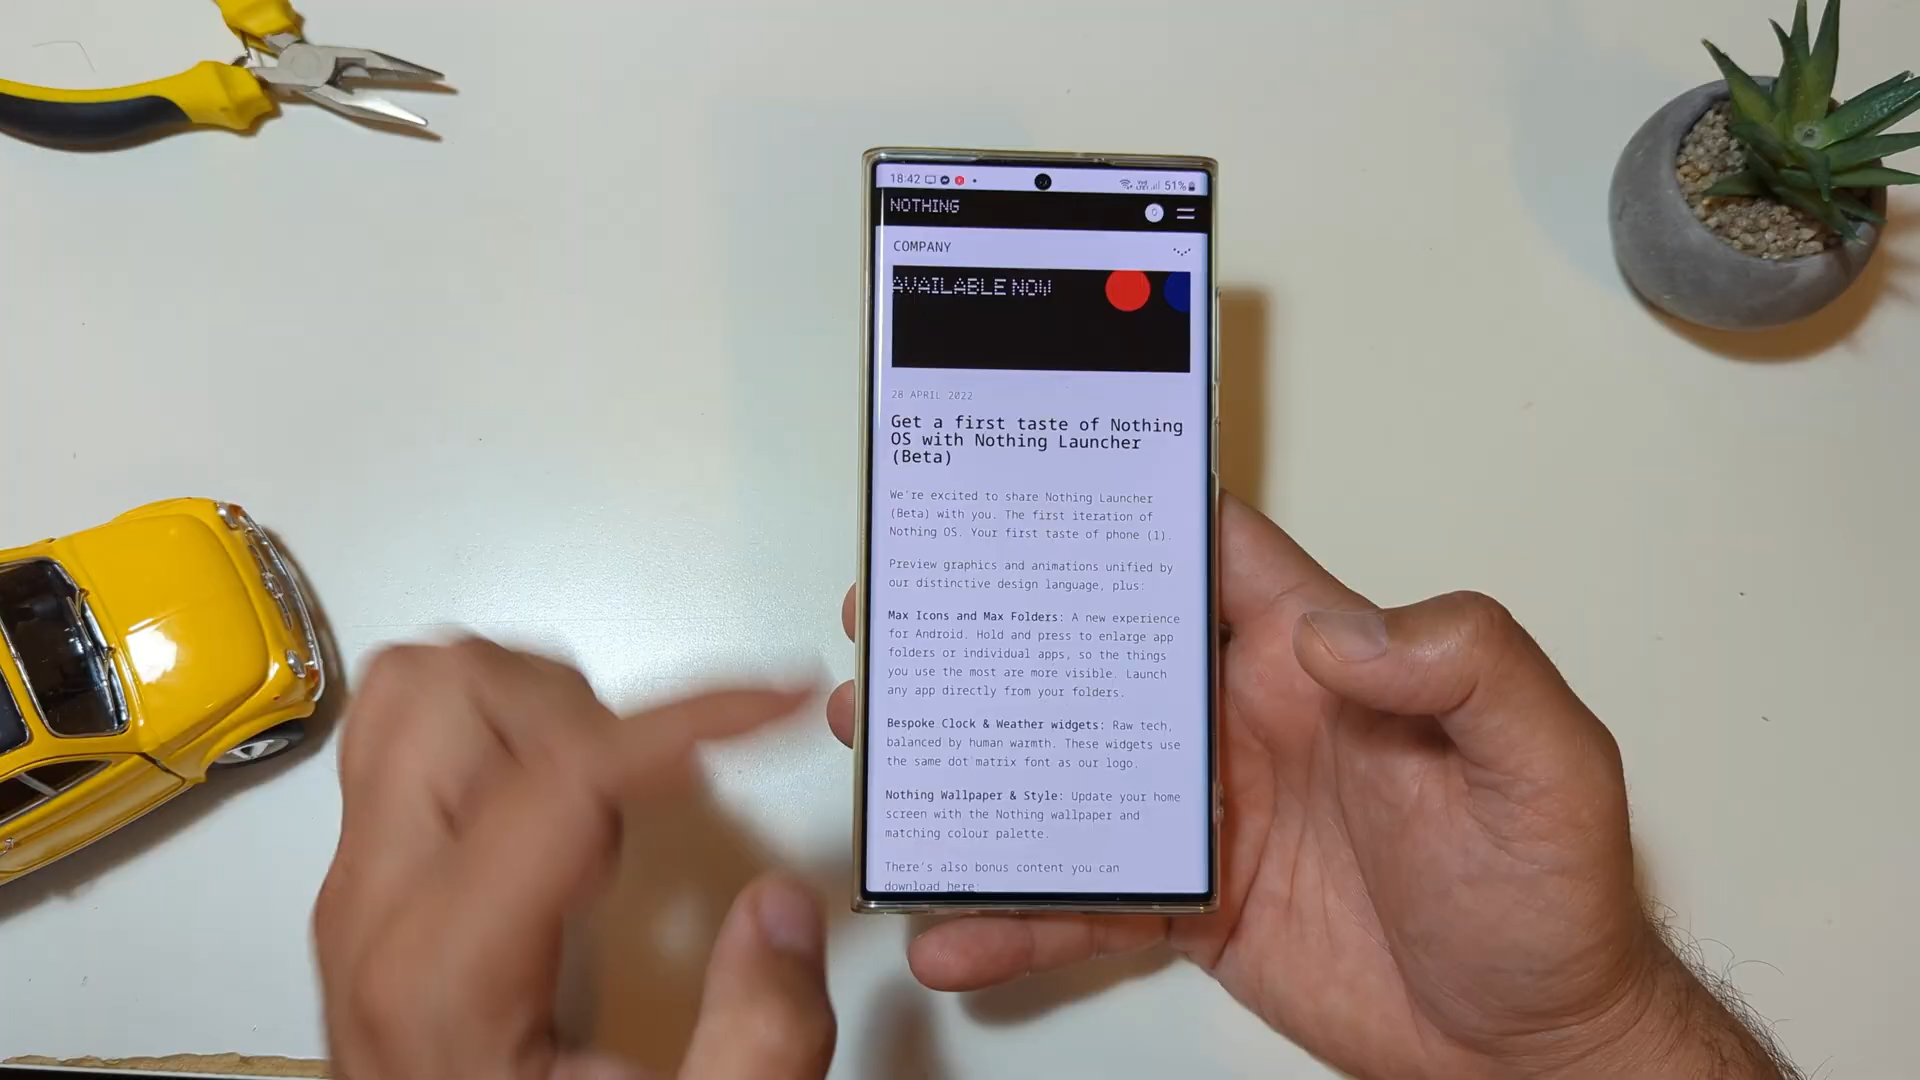 18:42 51%
NOTHING 0
COMPANY
AVAILABLE NOW
28 APRIL 2022
Get a first taste of Nothing
OS with Nothing Launcher
(Beta)
We're excited to share Nothing Launcher
(Beta) with you. The first iteration of
Nothing OS. Your first taste of phone (1).
Preview graphics and animations unified by
our distinctive design language, plus:
Max Icons and Max Folders: A new experience
for Android. Hold and press to enlarge app
folders or individual apps, so the things
you use the most are more visible. Launch
any app directly from your folders.
Bespoke Clock & Weather widgets: Raw tech,
balanced by human warmth. These widgets use
the same dot matrix font as our logo.
Nothing Wallpaper & Style: Update your home
screen with the Nothing wallpaper and
matching colour palette.
There's also bonus content you can
download here: